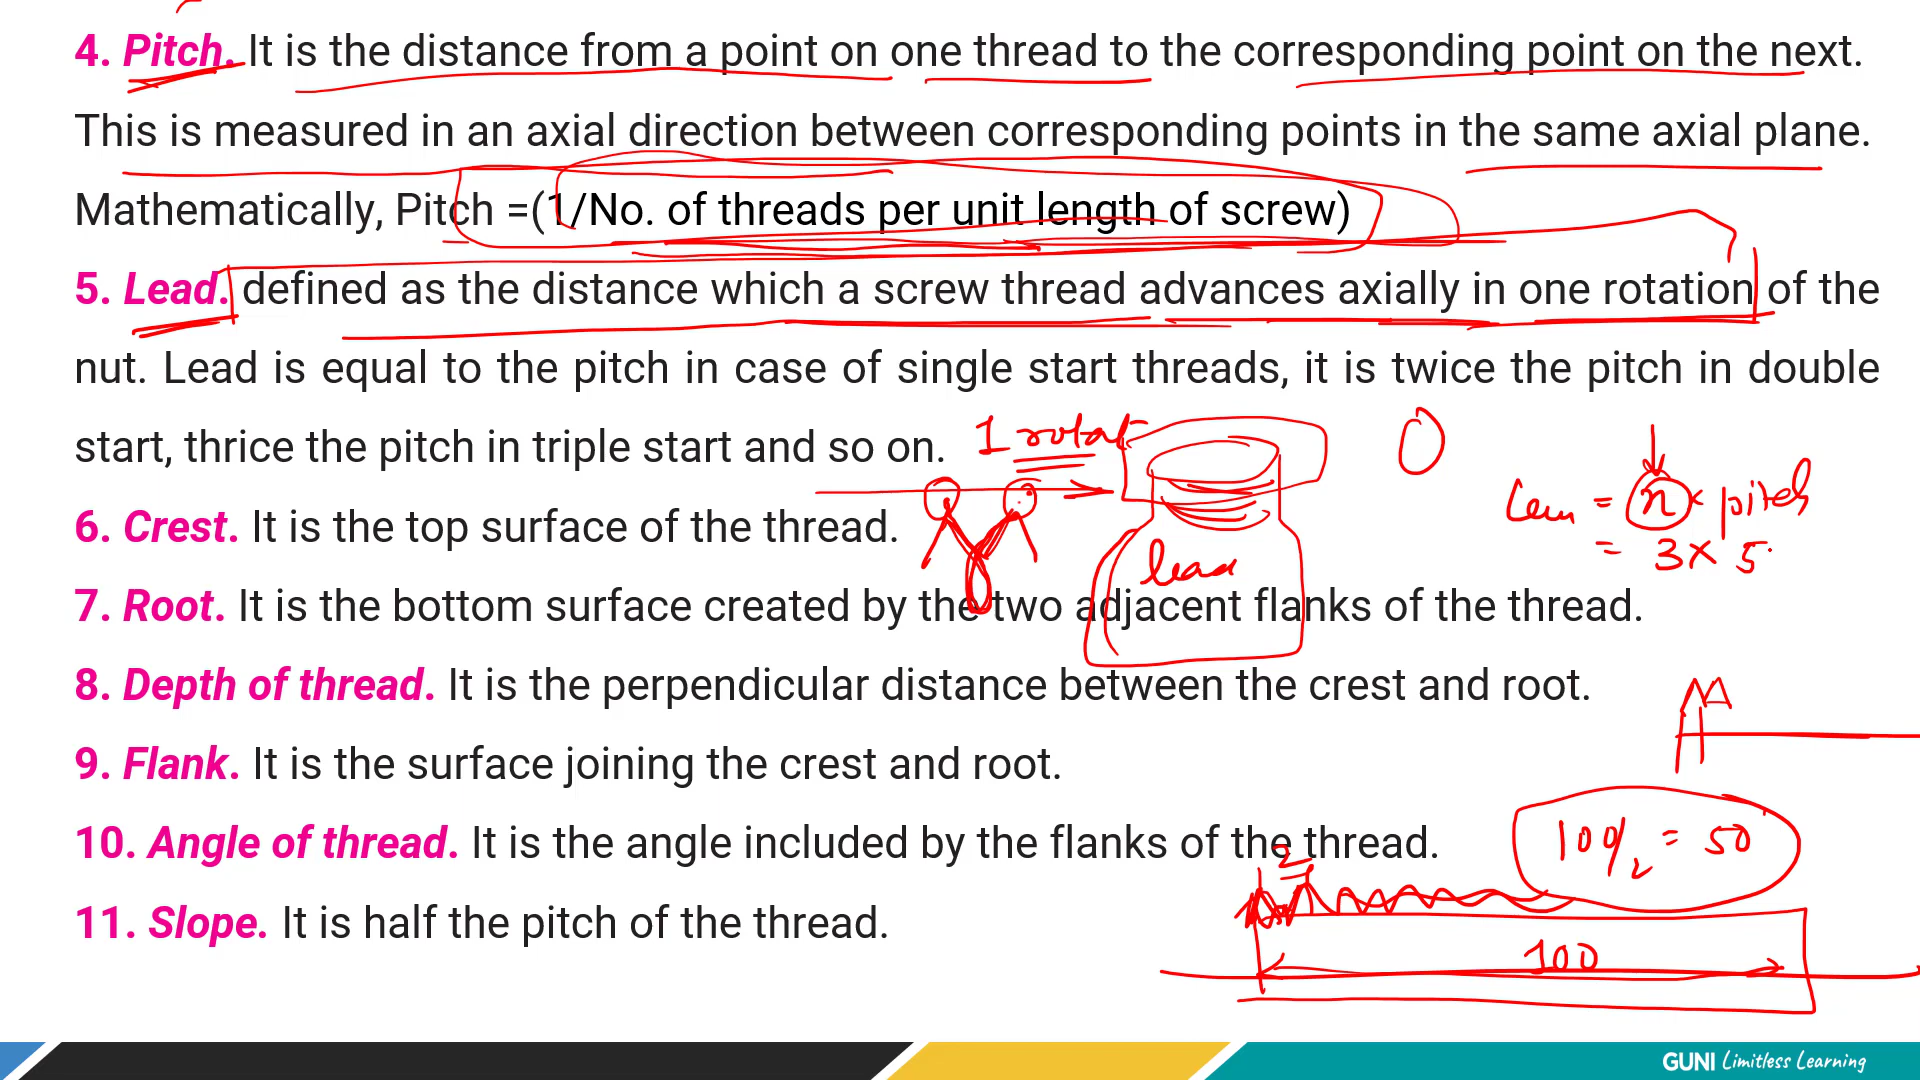 4. Pitch. It is the distance from a point on one thread to the corresponding point on the next.
This is measured in an axial direction between corresponding points in the same axial plane.
Mathematically, Pitch =(1/No. of threads per unit length of screw)
5. Lead. defined as the distance which a screw thread advances axially in one rotation of the
nut. Lead is equal to the pitch in case of single start threads, it is twice the pitch in double
start, thrice the pitch in triple start and so on.
1 rotat
= n × pitch
= 3 × 5
6. Crest. It is the top surface of the thread.
lead
7. Root. It is the bottom surface created by the two adjacent flanks of the thread.
8. Depth of thread. It is the perpendicular distance between the crest and root.
9. Flank. It is the surface joining the crest and root.
10. Angle of thread. It is the angle included by the flanks of the thread.
100/2 = 50
2
11. Slope. It is half the pitch of the thread.
100
GUNI Limitless Learning